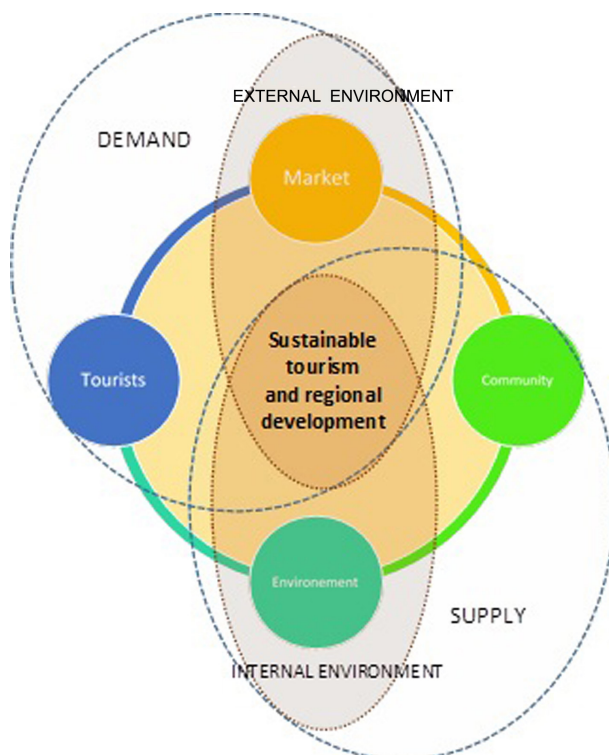 EXTERNAL ENVIRONMENT
DEMAND
Market
Sustainable
tourism
and regional
development
Tourists
Community
Environement
SUPPLY
INTERNAL ENVIRONMENT